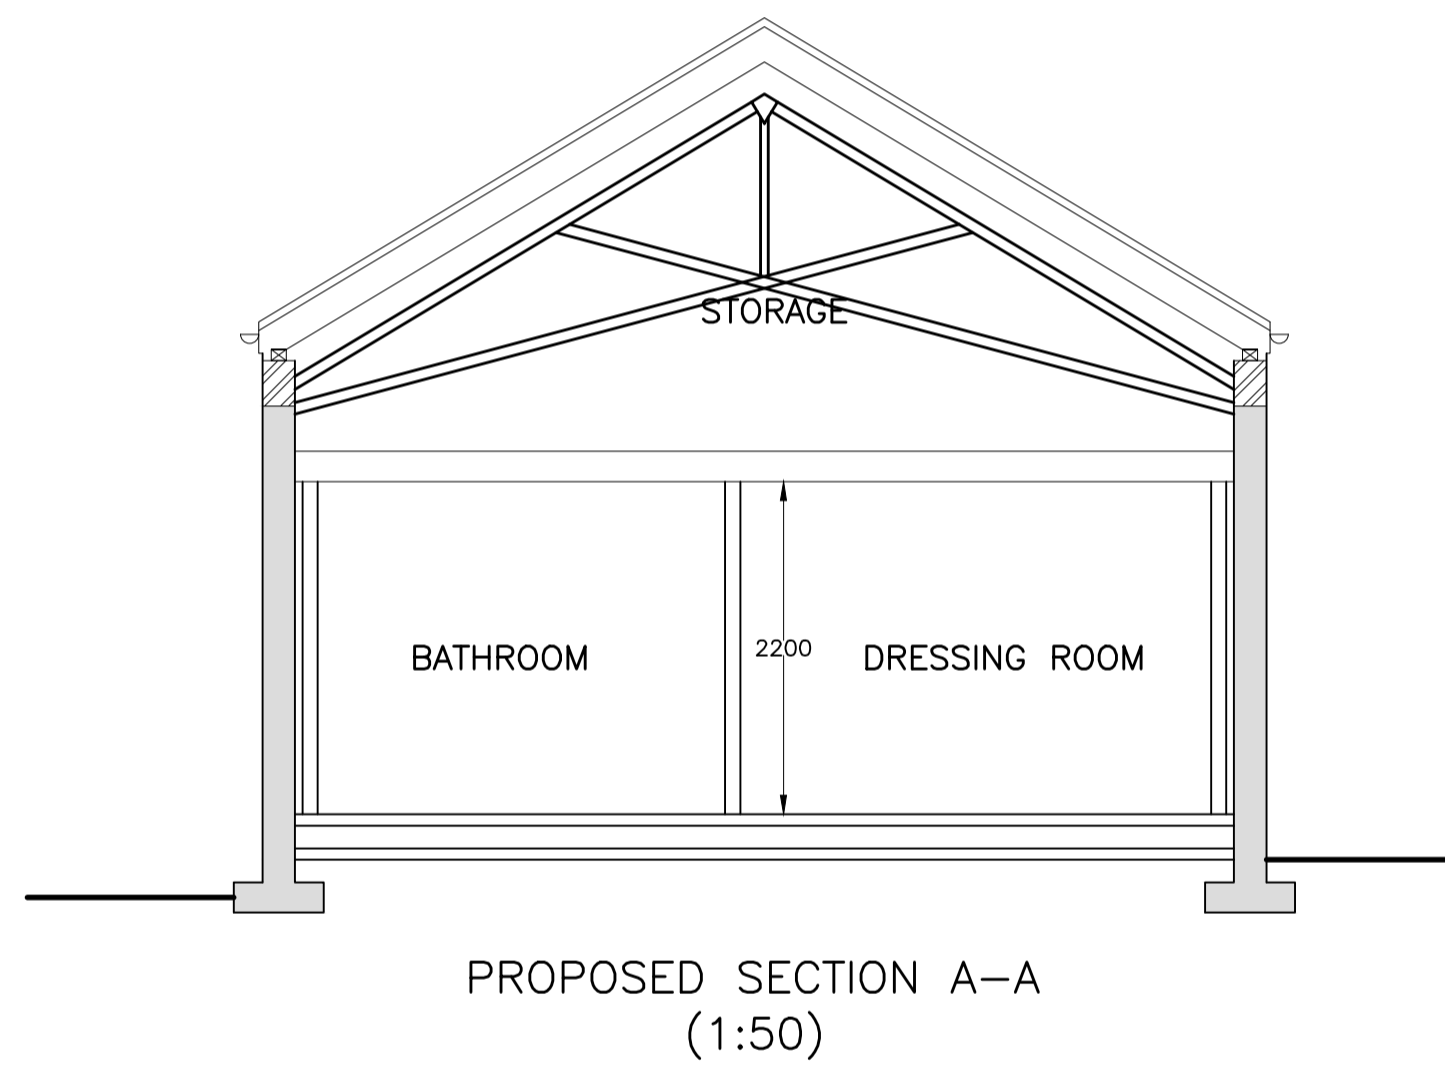 STORAGE
BATHROOM
2200
DRESSING ROOM
PROPOSED SECTION A-A
(1:50)